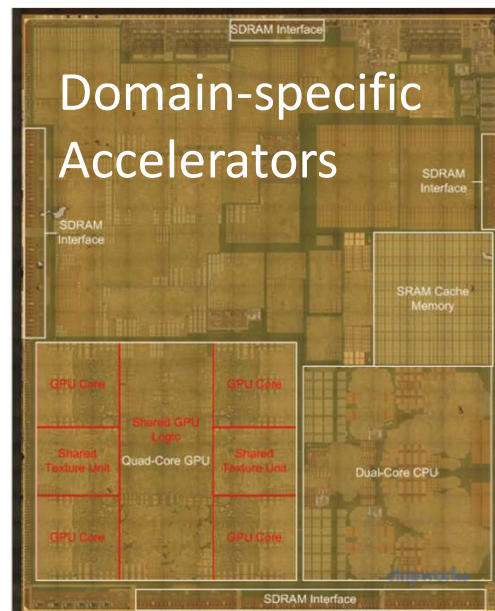 SDRAM Interface
Domain-specific
Accelerators
SDRAM
Interface
SDRAM
Interface
SRAM Cache
Memory
GPU Core
GPU Core
Shared GPU
Logic
Shared
Texture Unit
Quad-Core GPU
Shared
Texture Unit
Dual-Core CPU
GPU Core
GPU Core
chipworks
SDRAM Interface